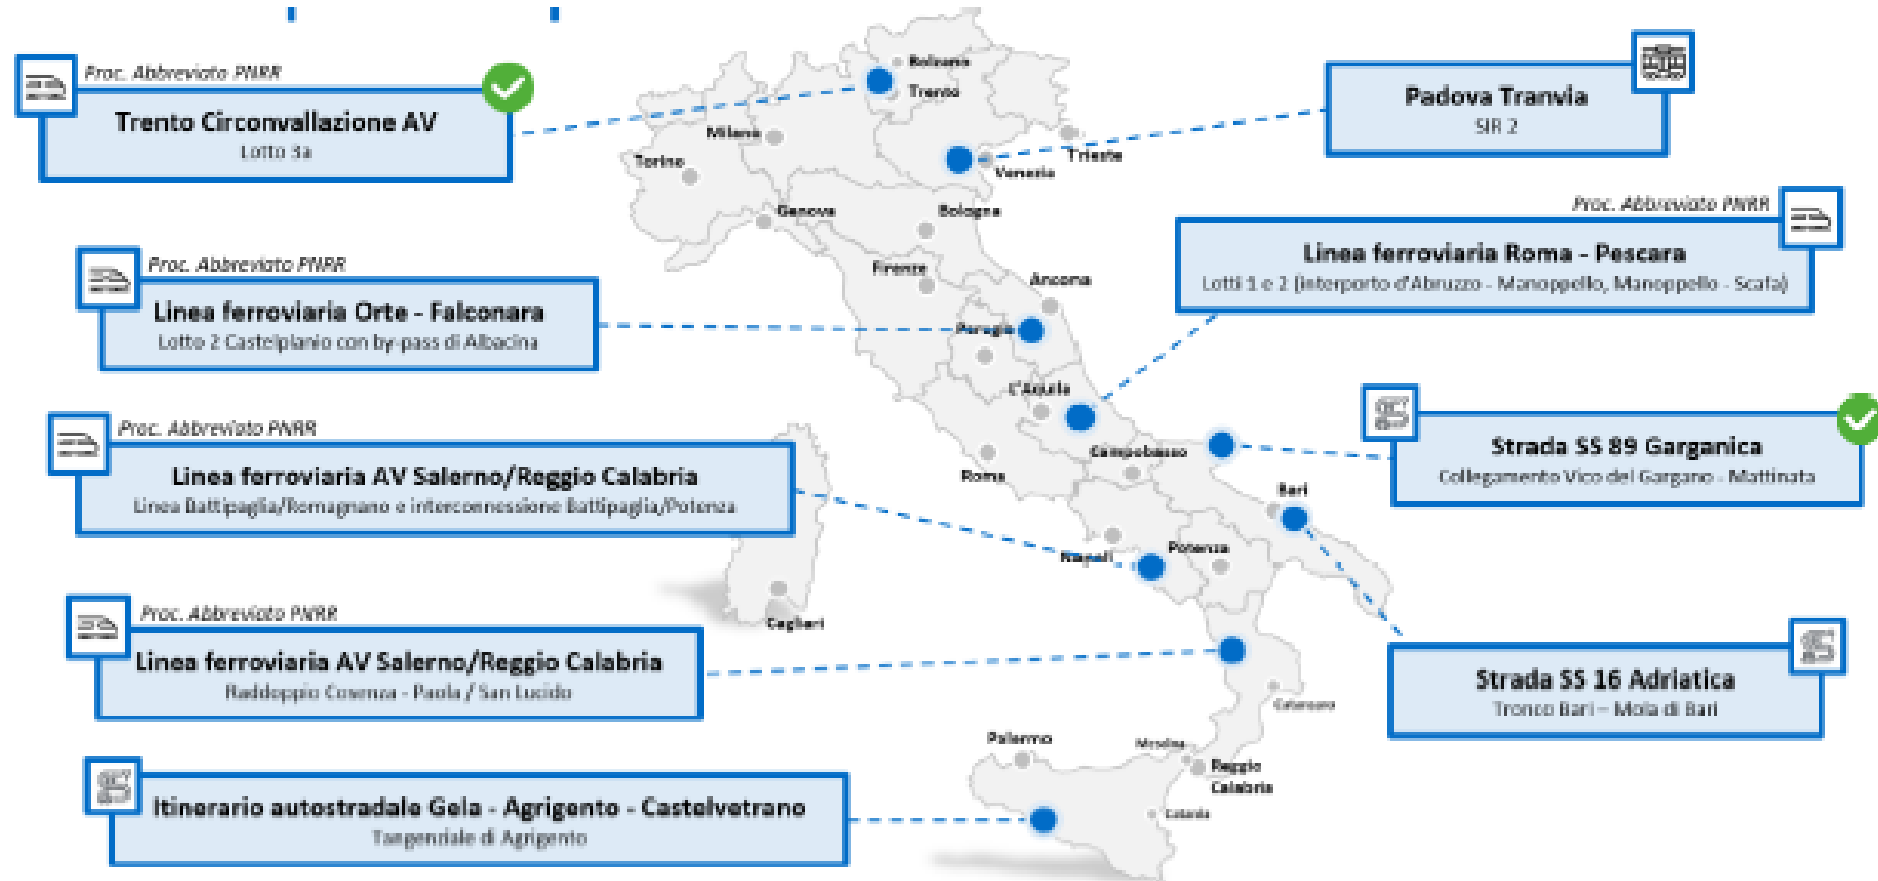 Proc. Abbreviato PNRR
Trento Circonvallazione AV
Lotto 3a
Padova Tranvia
SIR 2
Proc. Abbreviato PNRR
Linea ferroviaria Orte - Falconara
Lotto 2 Castelplanio con by-pass di Albacina
Proc. Abbreviato PNRR
Linea ferroviaria Roma - Pescara
Lotti 1 e 2 (interporto d'Abruzzo - Manoppello, Manoppello - Scafa)
Proc. Abbreviato PNRR
Linea ferroviaria AV Salerno/Reggio Calabria
Linea Battipaglia/Romagnano e interconnessione Battipaglia/Potenza
Strada SS 89 Garganica
Collegamento Vico del Gargano - Mattinata
Proc. Abbreviato PNRR
Linea ferroviaria AV Salerno/Reggio Calabria
Raddoppio Cosenza - Paola / San Lucido
Strada SS 16 Adriatica
Tronco Bari – Mola di Bari
Itinerario autostradale Gela - Agrigento - Castelvetrano
Tangenziale di Agrigento
Bolzano
Trento
Milano
Torino
Trieste
Venezia
Genova
Bologna
Firenze
Ancona
Perugia
L'Aquila
Roma
Campobasso
Bari
Napoli
Potenza
Cagliari
Catanzaro
Palermo
Messina
Reggio
Calabria
Catania